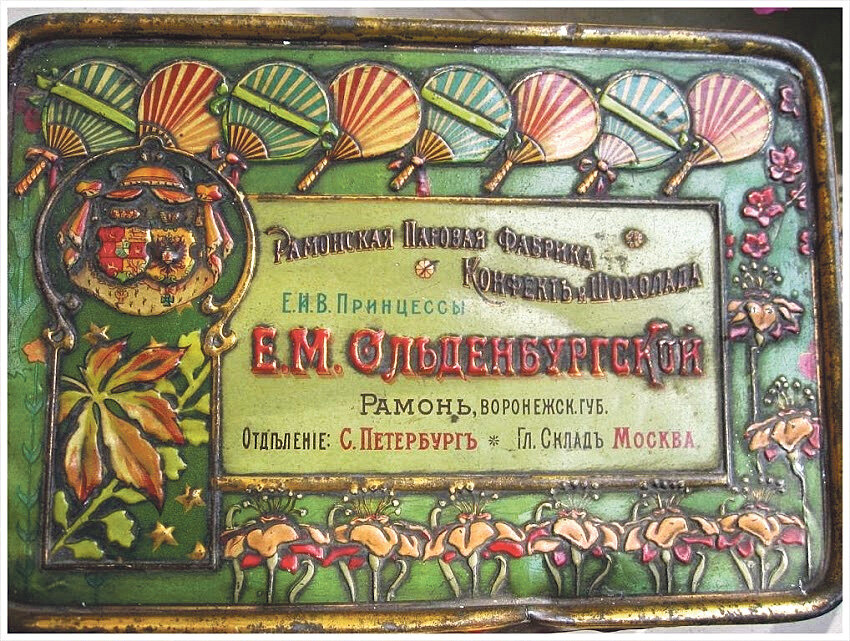 Рамонская Паровая Фабрика
Конфектъ и Шоколада
Е.И.В. Принцессы
Е.М. Ольденбургской
Рамонь, Воронежск. губ.
Отдѣленіе: С. Петербургъ * Гл. Складъ Москва